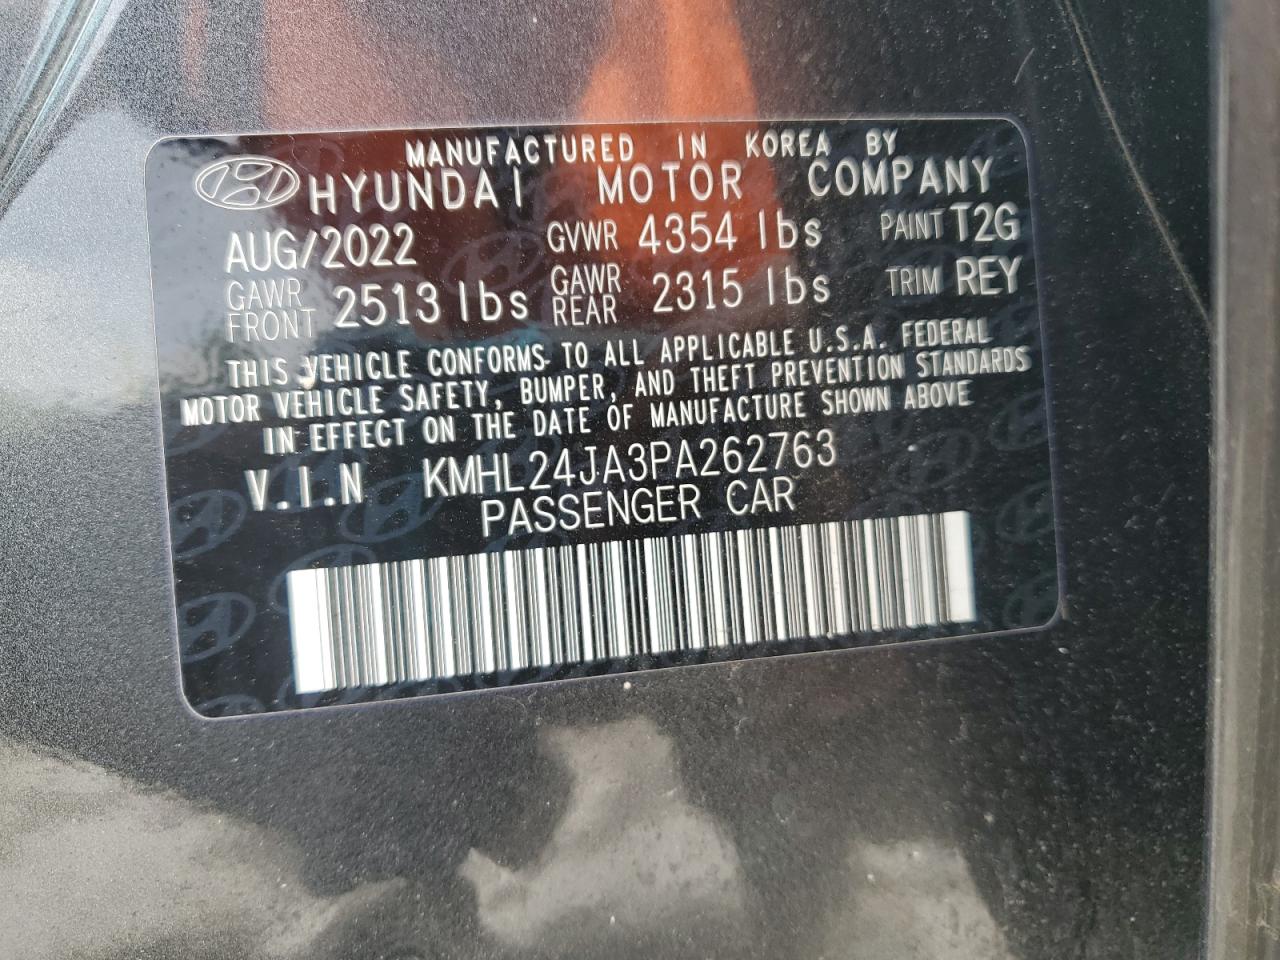 MANUFACTURED IN KOREA BY
HYUNDAI MOTOR COMPANY
AUG/2022 GVWR 4354 lbs PAINT T2G
GAWR FRONT 2513 lbs GAWR REAR 2315 lbs TRIM REY
THIS VEHICLE CONFORMS TO ALL APPLICABLE U.S.A. FEDERAL
MOTOR VEHICLE SAFETY, BUMPER, AND THEFT PREVENTION STANDARDS
IN EFFECT ON THE DATE OF MANUFACTURE SHOWN ABOVE
V.I.N KMHL24JA3PA262763
PASSENGER CAR